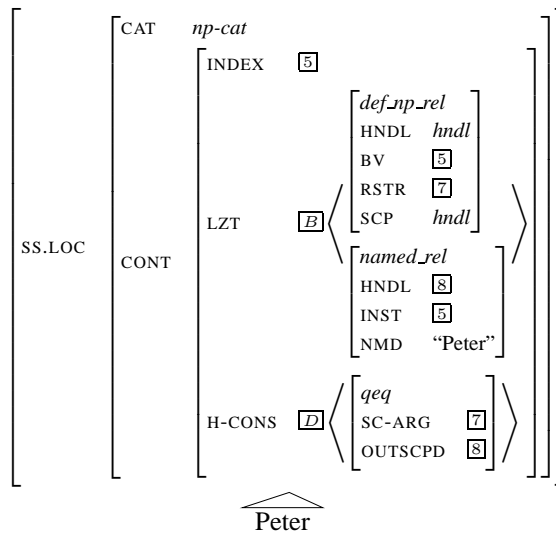 CAT np-cat
INDEX 5
def_np_rel
HNDL hndl
BV 5
RSTR 7
SCP hndl
LZT B
SS.LOC
CONT
named_rel
HNDL 8
INST 5
NMD “Peter”
qeq
H-CONS D SC-ARG 7
OUTSCPD 8
Peter